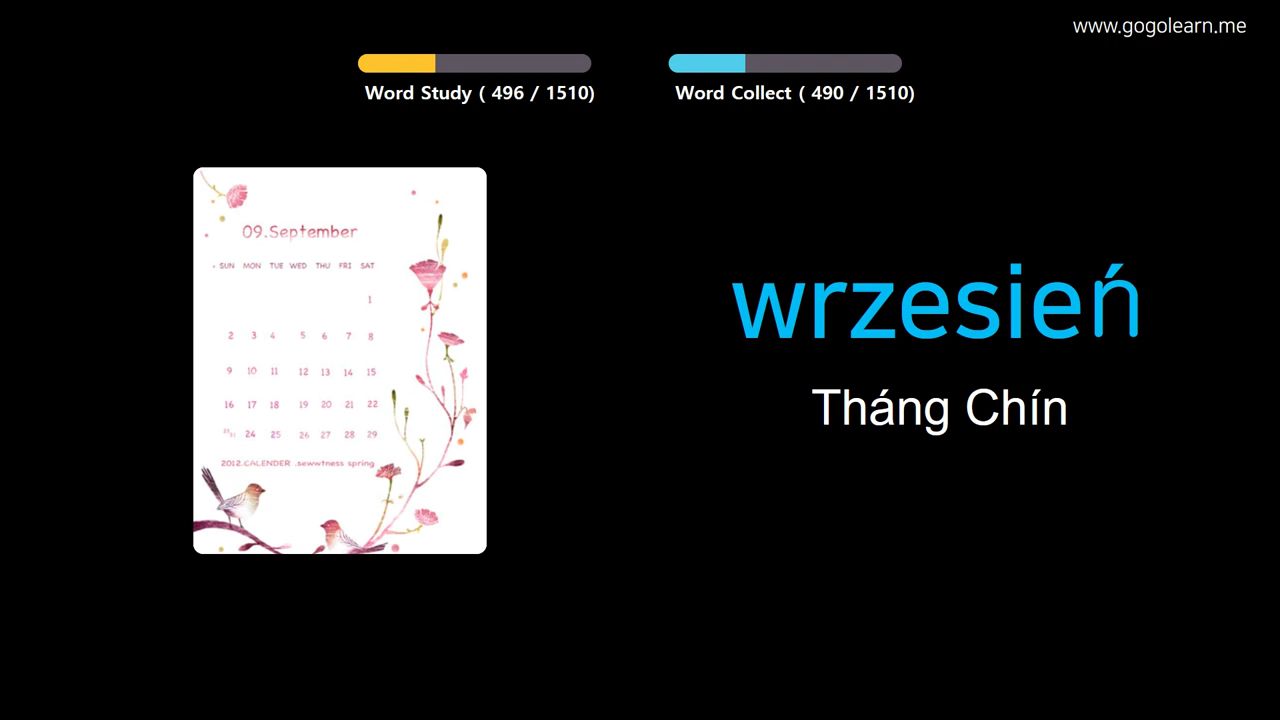 www.gogolearn.me
Word Study ( 496 / 1510)
Word Collect ( 490 / 1510)
09.September
SUN MON TUE WED THU FRI SAT
1
2 3 4 5 6 7 8
9 10 11 12 13 14 15
16 17 18 19 20 21 22
24 25 26 27 28 29
2012.CALENDER .sewwtness spring
wrzesień
Tháng Chín